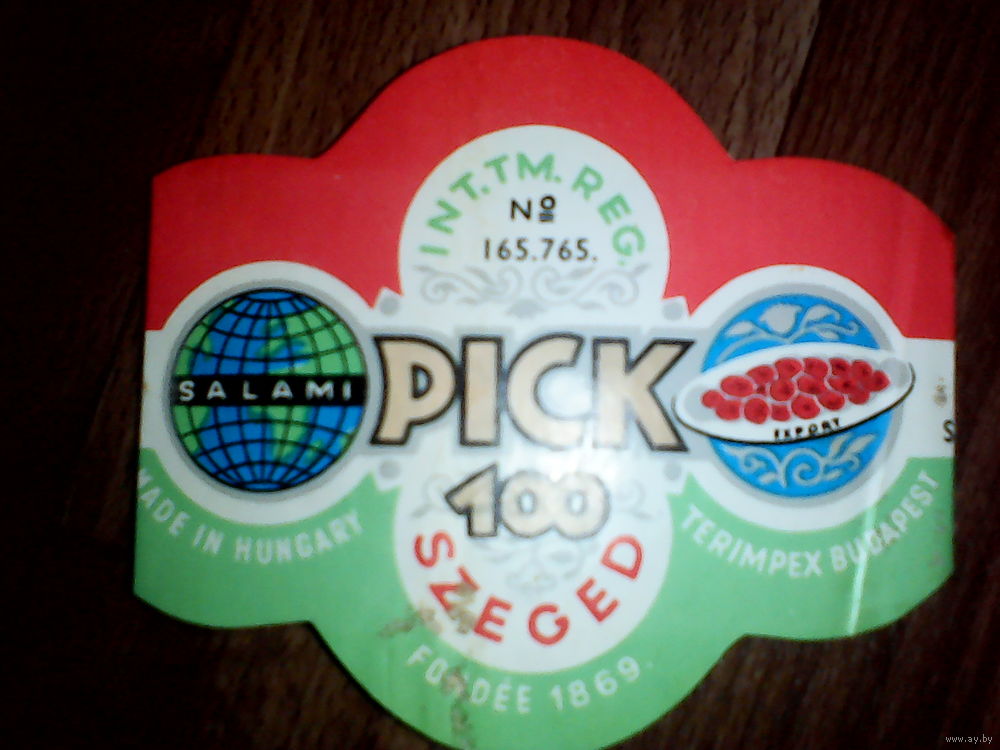 INT. TM. REG.
Nº
165.765.
SALAMI
PICK
EXPORT
100
SZEGED
MADE IN HUNGARY
TERIMPEX BUDAPEST
FONDÉE 1869.
S
www.ay.by